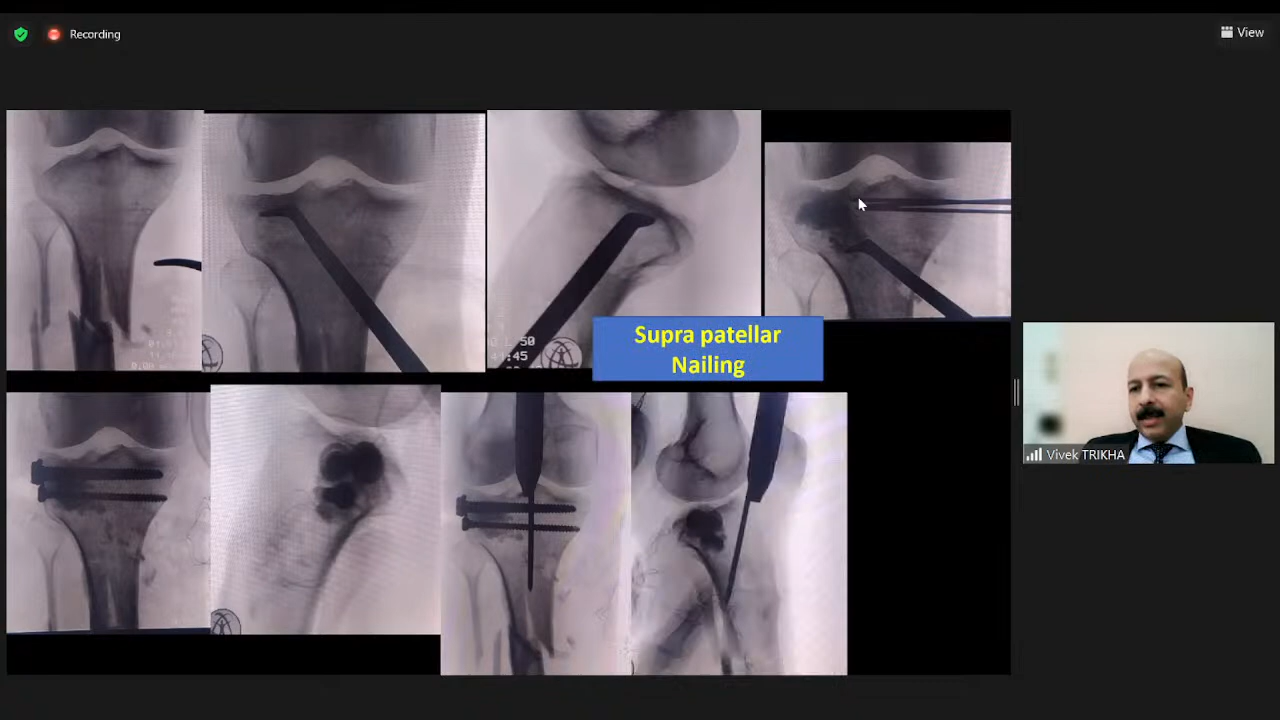 Recording
View
Supra patellar
Nailing
Vivek TRIKHA